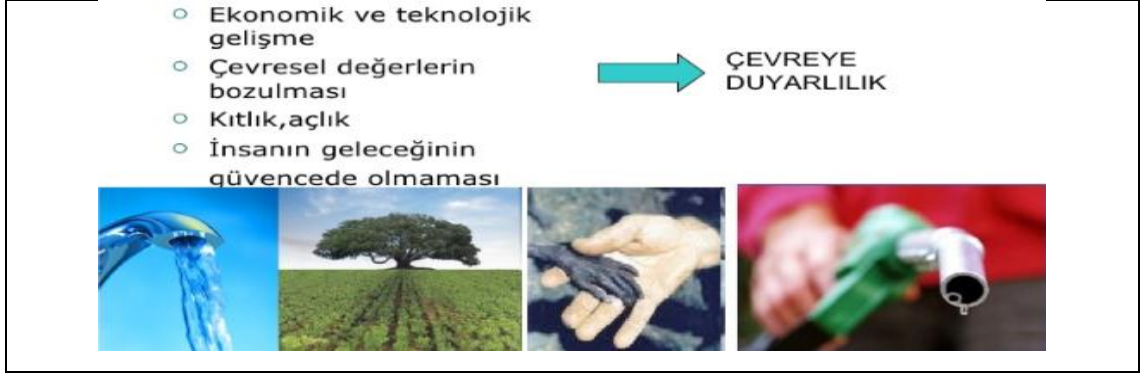 Ekonomik ve teknolojik
gelişme
Çevresel değerlerin
bozulması
Kıtlık,açlık
İnsanın geleceğinin
güvencede olmaması
ÇEVREYE
DUYARLILIK